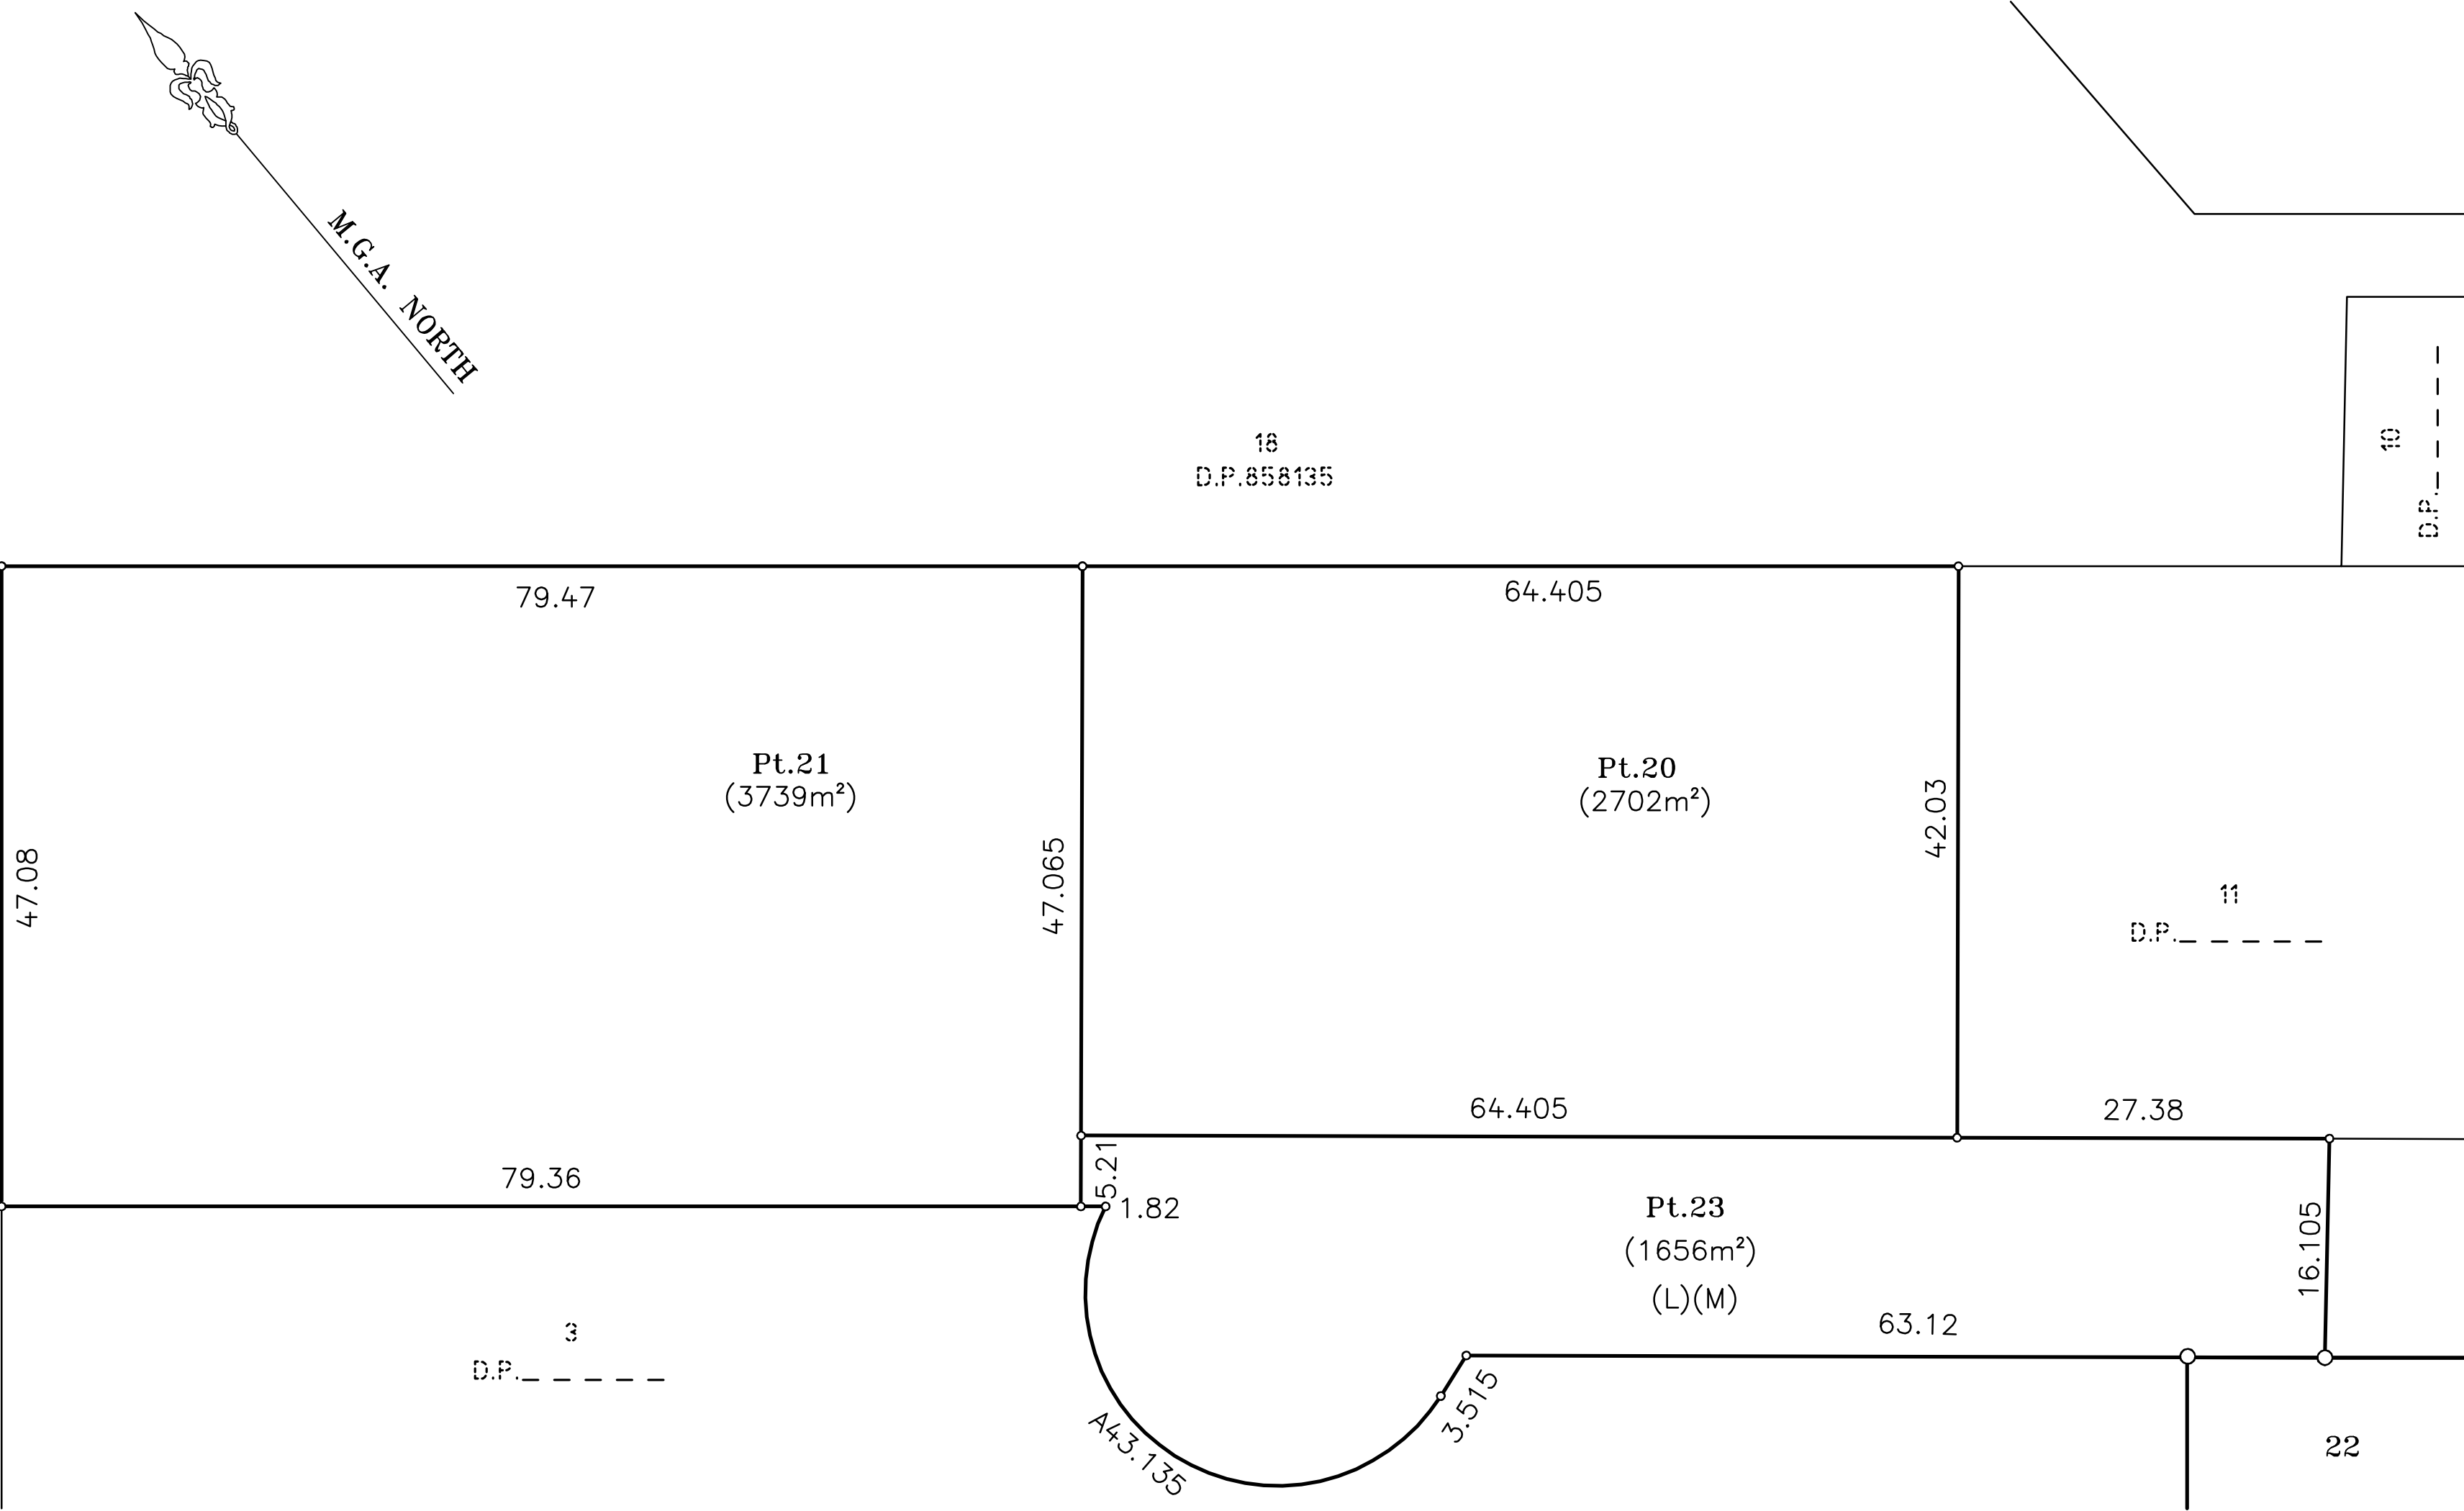 M.G.A. NORTH
18
D.P.858135
10
D.P._ _ _ _ _
79.47
64.405
Pt.21
(3739m²)
Pt.20
(2702m²)
47.08
47.065
42.03
11
D.P._ _ _ _ _
64.405
27.38
79.36
5.21
1.82
Pt.23
(1656m²)
(L)(M)
16.105
63.12
3
D.P._ _ _ _ _
A43.135
3.515
22